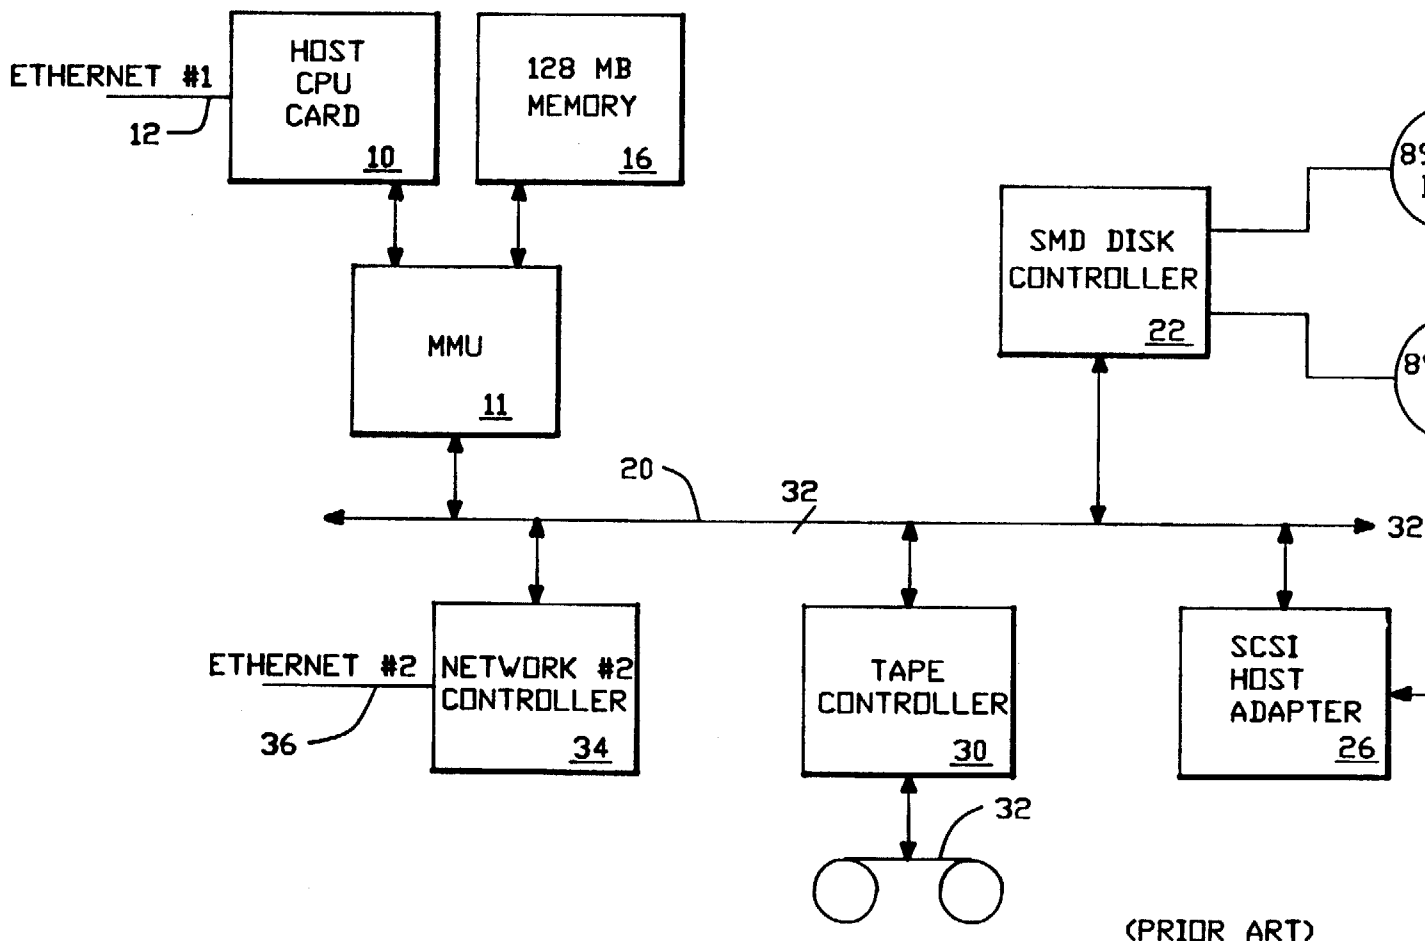 HOST
CPU
CARD
10
128 MB
MEMORY
16
ETHERNET #1
12
MMU
11
SMD DISK
CONTROLLER
22
20
32
32
ETHERNET #2
36
NETWORK #2
CONTROLLER
34
TAPE
CONTROLLER
30
32
SCSI
HOST
ADAPTER
26
(PRIOR ART)